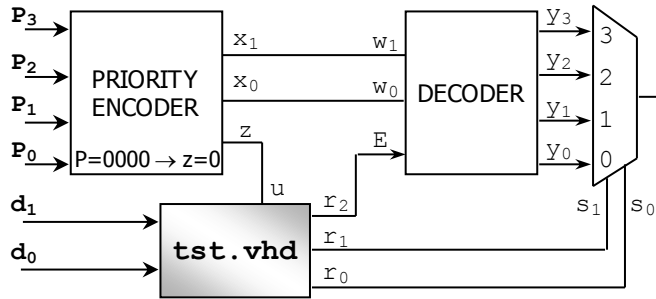 P3
P2
P1
P0
PRIORITY
ENCODER
P=0000 → z=0
x1
x0
z
w1
w0
E
DECODER
y3
y2
y1
y0
3
2
1
0
s1
s0
d1
d0
u
tst.vhd
r2
r1
r0